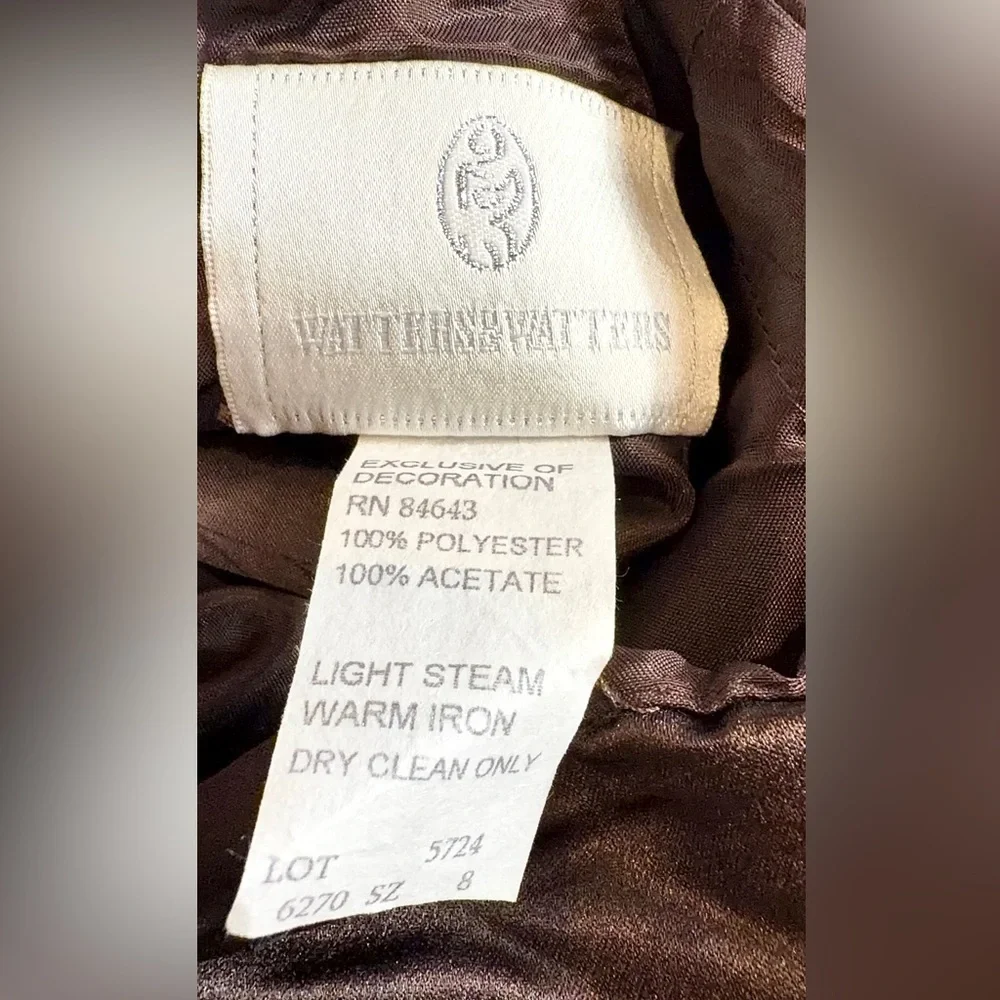 WATTERS & WATTERS
EXCLUSIVE OF
DECORATION
RN 84643
100% POLYESTER
100% ACETATE
LIGHT STEAM
WARM IRON
DRY CLEAN ONLY
LOT 5724
6270 SZ 8